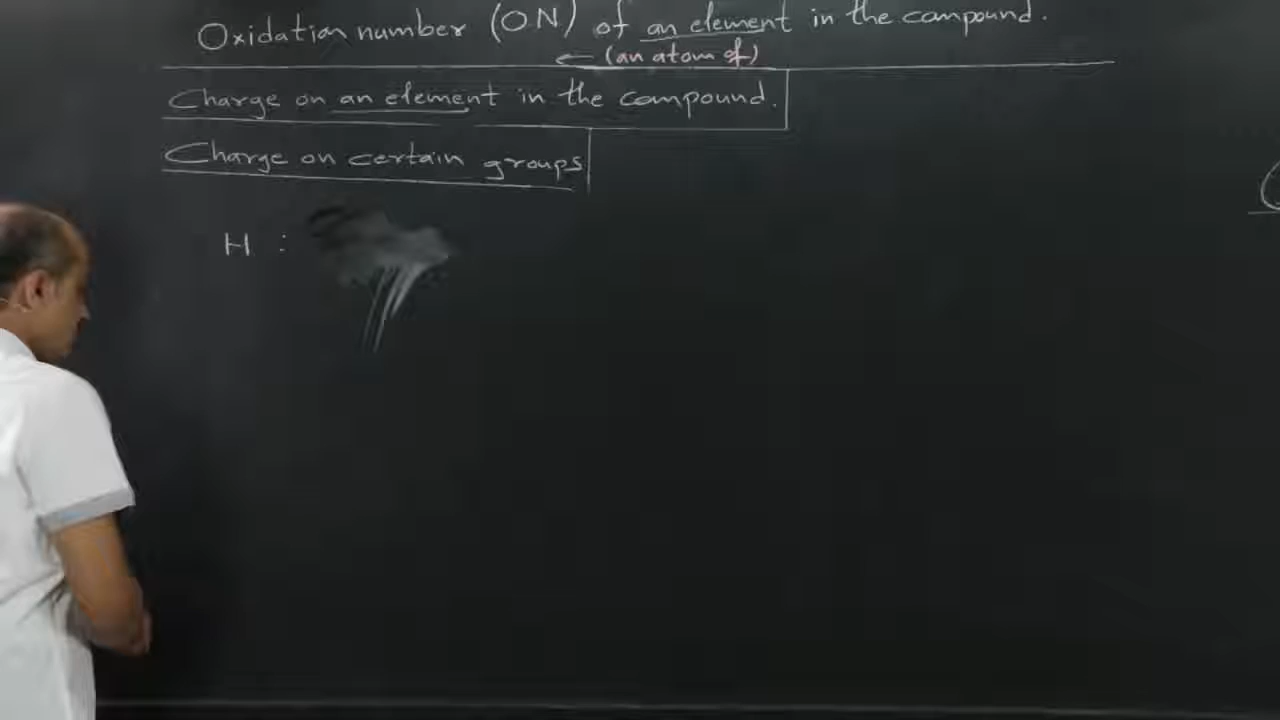 Oxidation number (ON) of an element in the compound.
← (an atom of)
Charge on an element in the compound.
Charge on certain groups
H :